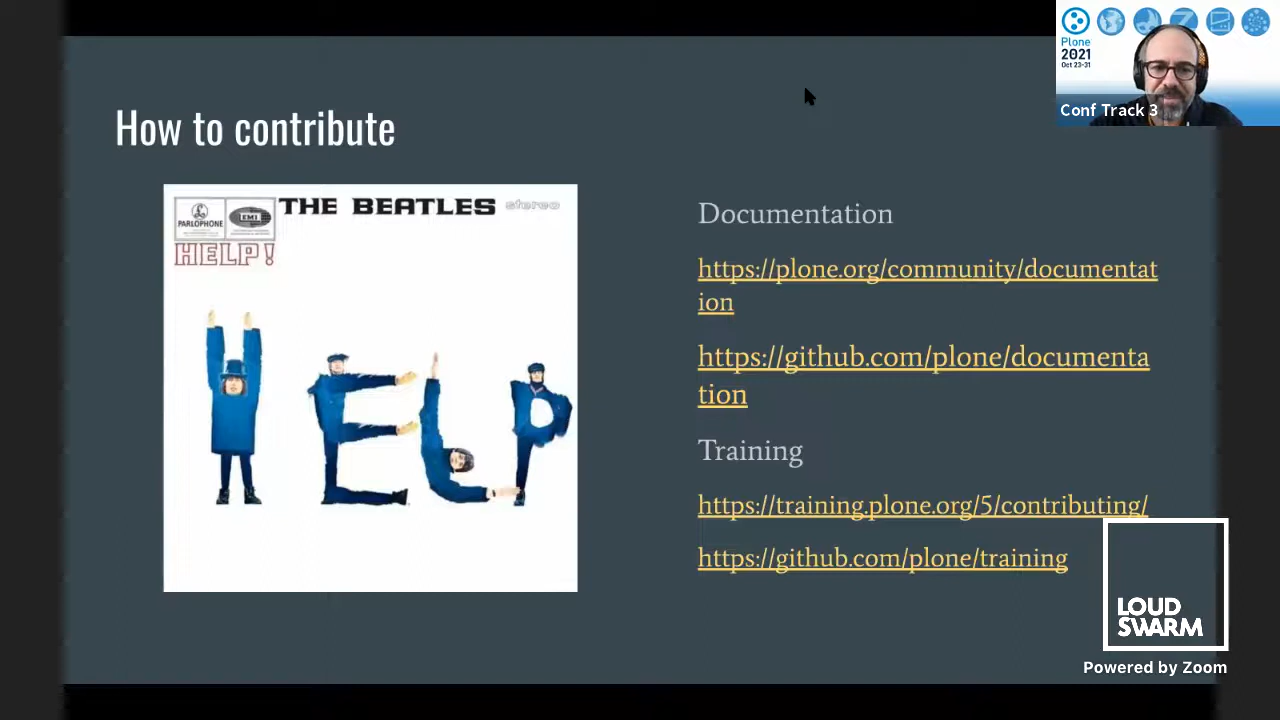 Plone
2021
Oct 23-31
Conf Track 3
How to contribute
PARLOPHONE
EMI
THE BEATLES
stereo
HELP!
Documentation
https://plone.org/community/documentat
ion
https://github.com/plone/documenta
tion
Training
https://training.plone.org/5/contributing/
https://github.com/plone/training
LOUD
SWARM
Powered by Zoom